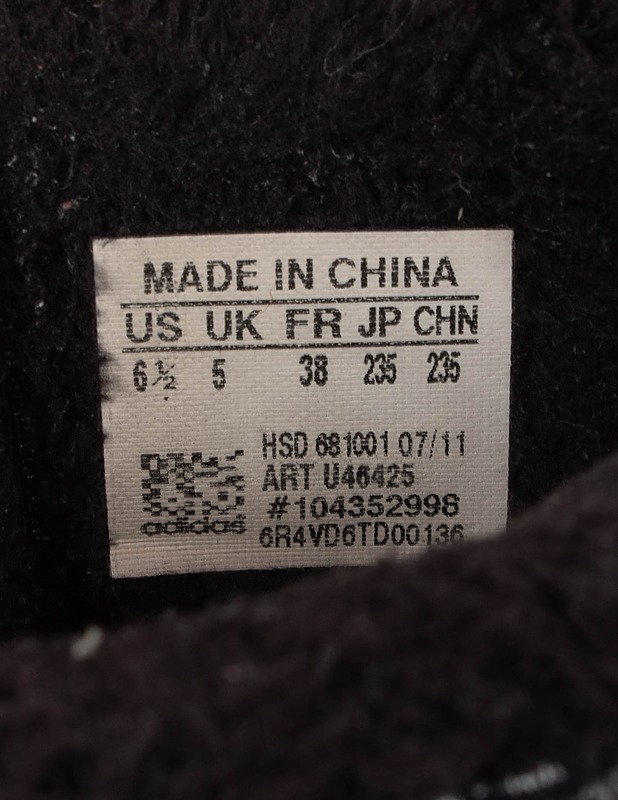 MADE IN CHINA
US UK FR JP CHN
6½ 5 38 235 235
HSD 681001 07/11
ART U46425
#104352998
adidas
6R4VD6TD00136